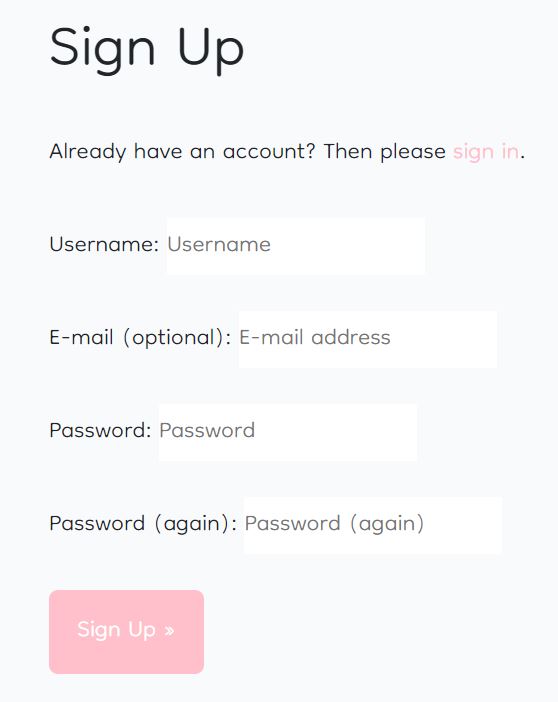 Sign Up
Already have an account? Then please sign in.
Username: Username
E-mail (optional): E-mail address
Password: Password
Password (again): Password (again)
Sign Up »